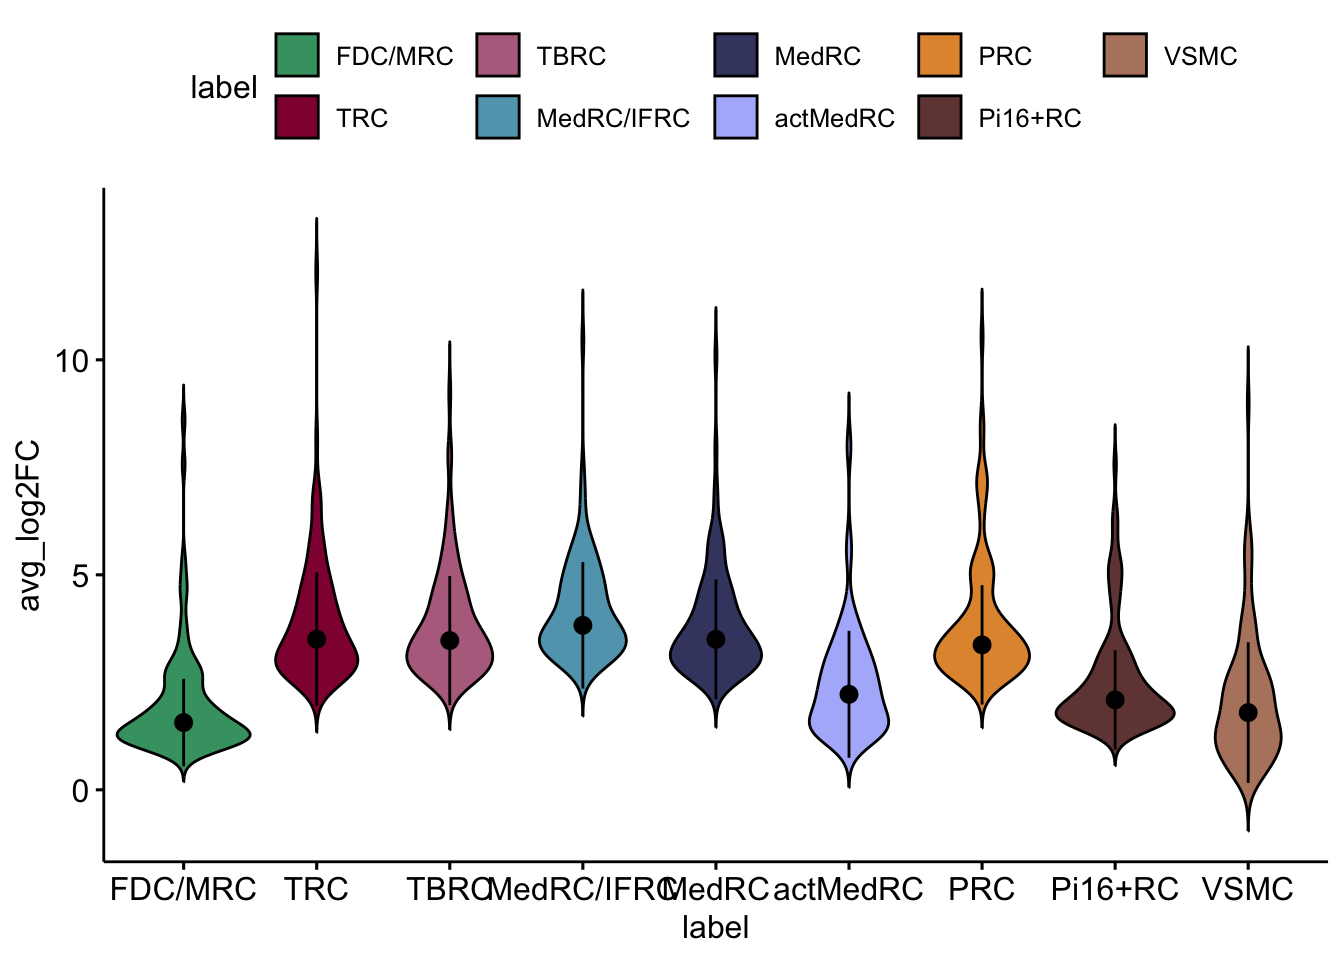 label
FDC/MRC TBRC MedRC PRC VSMC
TRC MedRC/IFRC actMedRC Pi16+RC
avg_log2FC
10
5
0
FDC/MRC TRC TBRC MedRC/IFRC MedRC actMedRC PRC Pi16+RC VSMC
label